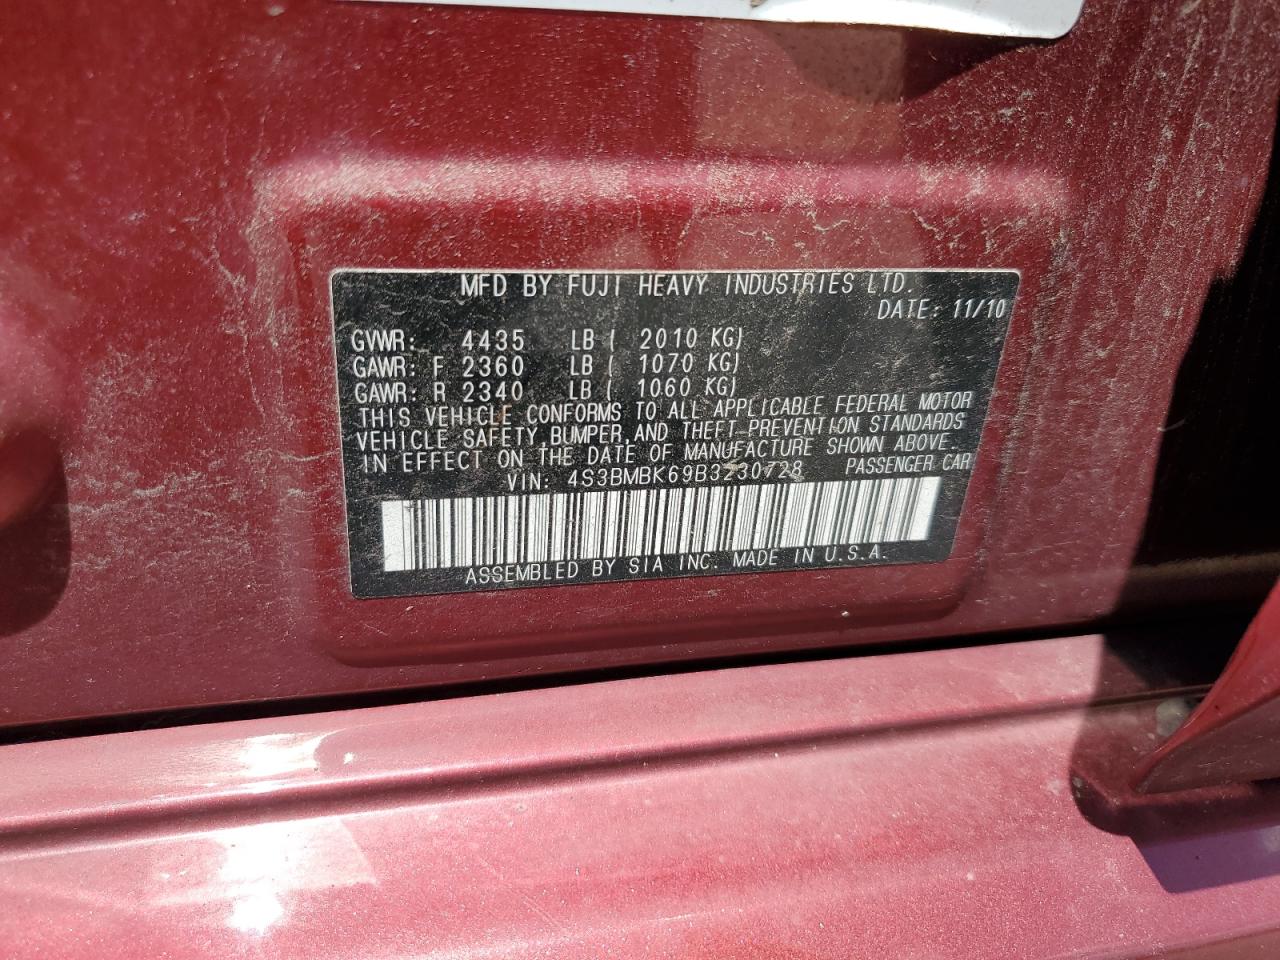 MFD BY FUJI HEAVY INDUSTRIES LTD.
DATE: 11/10
GVWR: 4435 LB ( 2010 KG)
GAWR: F 2360 LB ( 1070 KG)
GAWR: R 2340 LB ( 1060 KG)
THIS VEHICLE CONFORMS TO ALL APPLICABLE FEDERAL MOTOR
VEHICLE SAFETY, BUMPER, AND THEFT PREVENTION STANDARDS
IN EFFECT ON THE DATE OF MANUFACTURE SHOWN ABOVE.
VIN: 4S3BMBK69B3230728 PASSENGER CAR
ASSEMBLED BY SIA INC. MADE IN U.S.A.